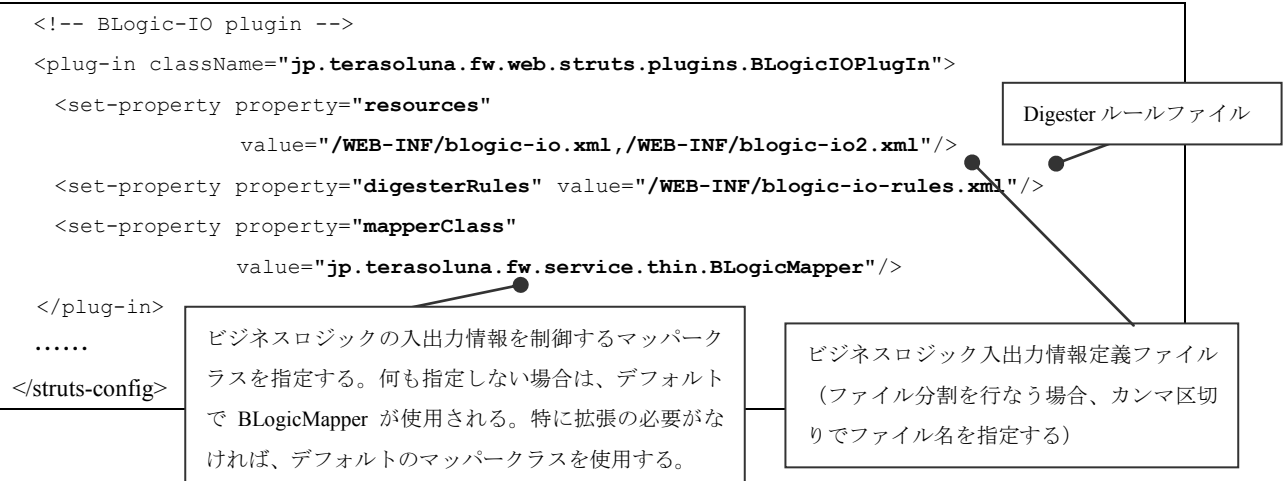 <!-- BLogic-IO plugin -->
<plug-in className="jp.terasoluna.fw.web.struts.plugins.BLogicIOPlugIn">
<set-property property="resources"
value="/WEB-INF/blogic-io.xml,/WEB-INF/blogic-io2.xml"/>
<set-property property="digesterRules" value="/WEB-INF/blogic-io-rules.xml"/>
<set-property property="mapperClass"
value="jp.terasoluna.fw.service.thin.BLogicMapper"/>
</plug-in>
……
</struts-config>
Digester ルールファイル
ビジネスロジックの入出力情報を制御するマッパーク
ラスを指定する。何も指定しない場合は、デフォルト
で BLogicMapper が使用される。特に拡張の必要がな
ければ、デフォルトのマッパークラスを使用する。
ビジネスロジック入出力情報定義ファイル
（ファイル分割を行なう場合、カンマ区切
りでファイル名を指定する）